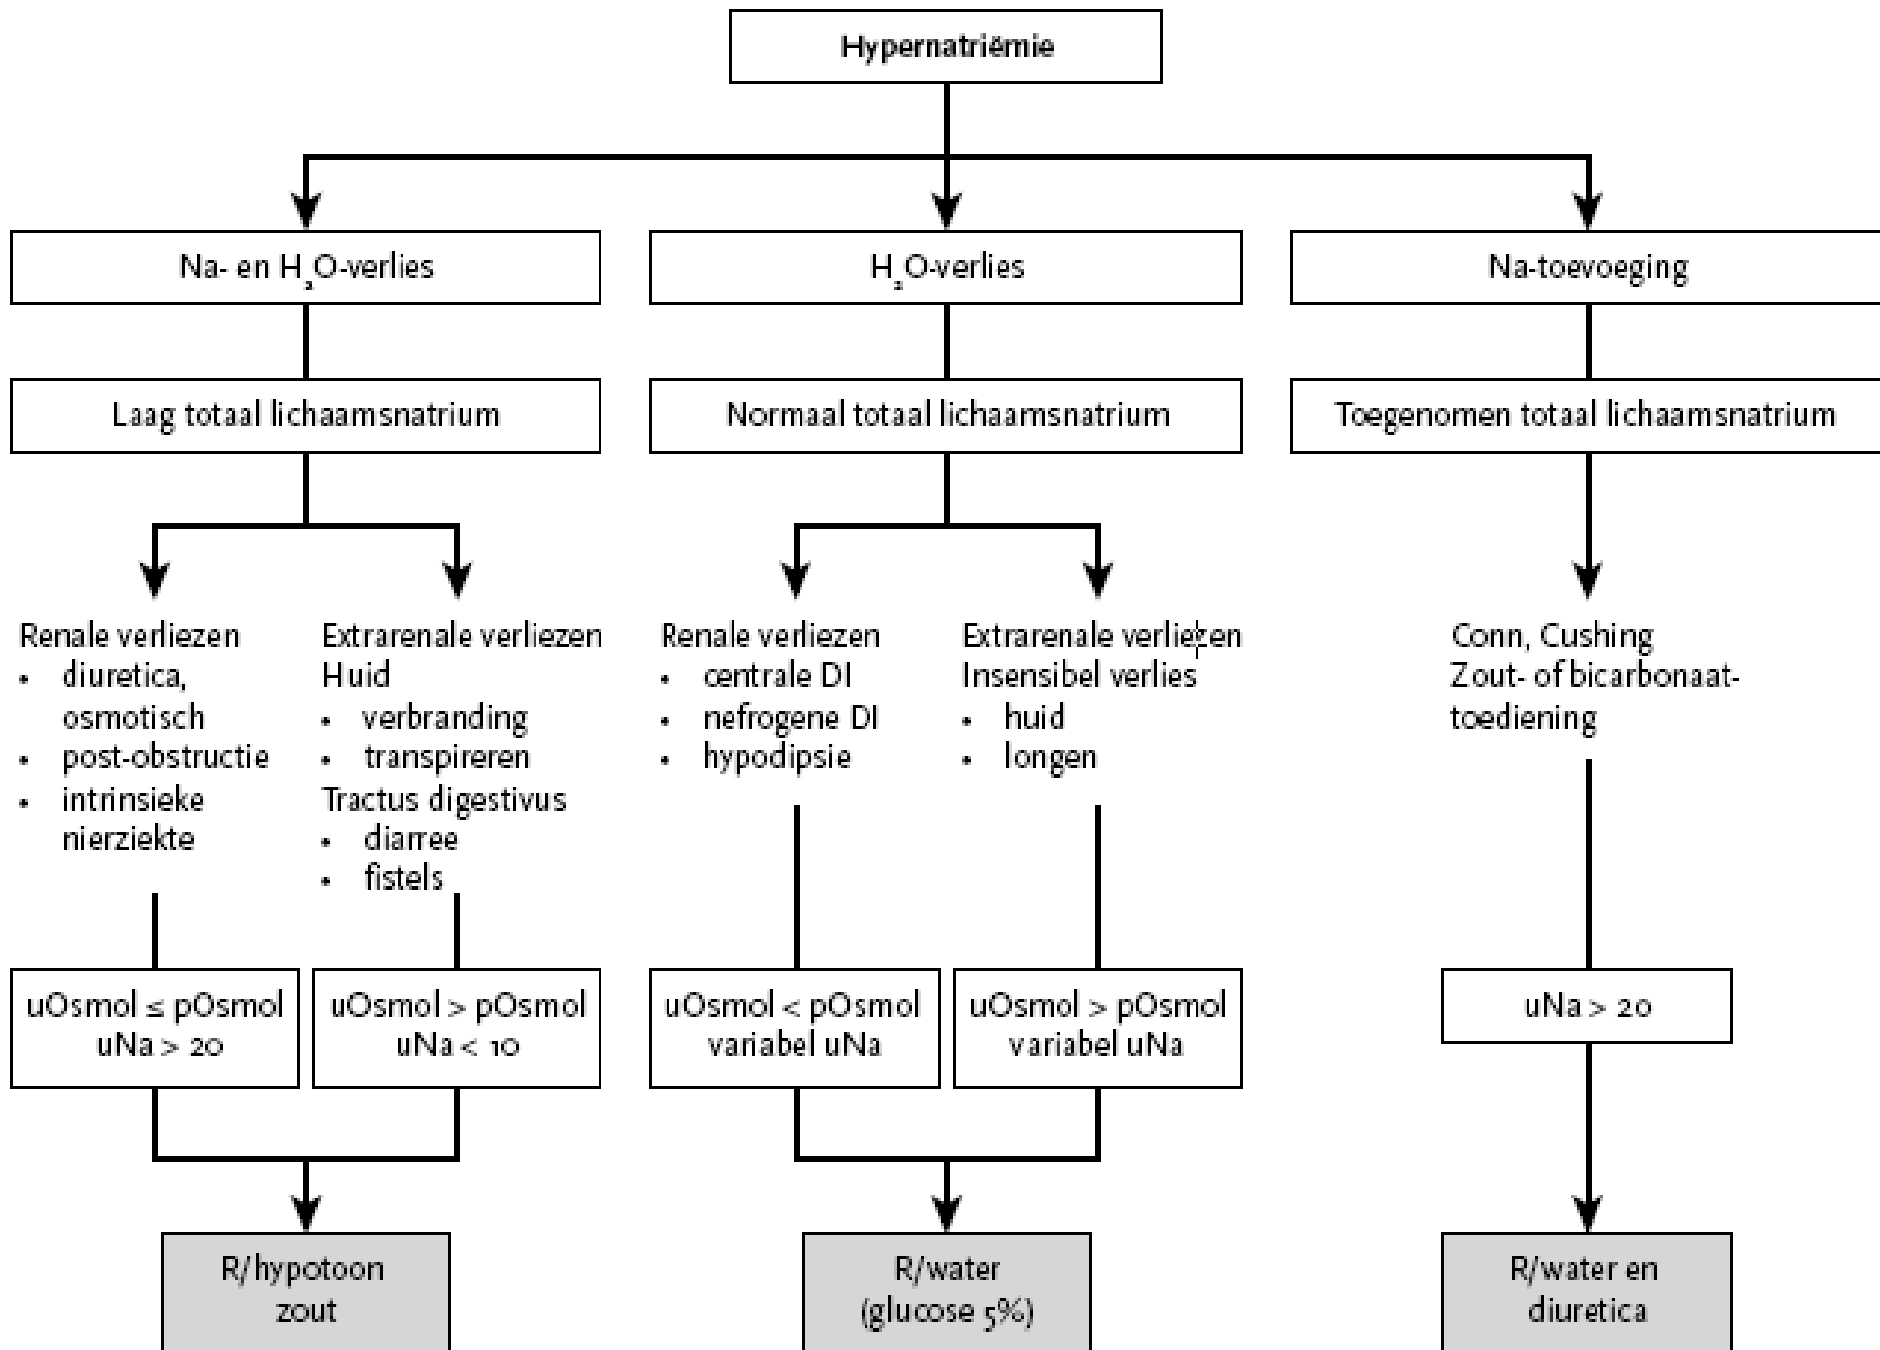 Hypernatriëmie
Na- en H₂O-verlies
H₂O-verlies
Na-toevoeging
Laag totaal lichaamsnatrium
Normaal totaal lichaamsnatrium
Toegenomen totaal lichaamsnatrium
Renale verliezen
• diuretica,
osmotisch
• post-obstructie
• intrinsieke
nierziekte
Extrarenale verliezen
Huid
• verbranding
• transpireren
Tractus digestivus
• diarree
• fistels
Renale verliezen
• centrale DI
• nefrogene DI
• hypodipsie
Extrarenale verliezen
Insensibel verlies
• huid
• longen
Conn, Cushing
Zout- of bicarbonaat-
toediening
uOsmol ≤ pOsmol
uNa > 20
uOsmol > pOsmol
uNa < 10
uOsmol < pOsmol
variabel uNa
uOsmol > pOsmol
variabel uNa
uNa > 20
R/hypotoon
zout
R/water
(glucose 5%)
R/water en
diuretica